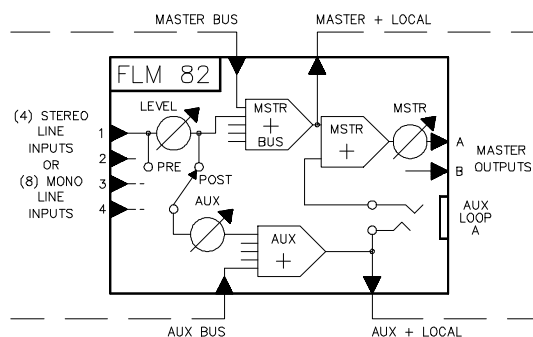 MASTER BUS
MASTER + LOCAL
FLM 82
LEVEL
MSTR
+
BUS
MSTR
+
MSTR
(4) STEREO
LINE
INPUTS
OR
(8) MONO
LINE
INPUTS
1
2
3
4
PRE
POST
A
B
MASTER
OUTPUTS
AUX
AUX
+
AUX
LOOP
A
AUX BUS
AUX + LOCAL